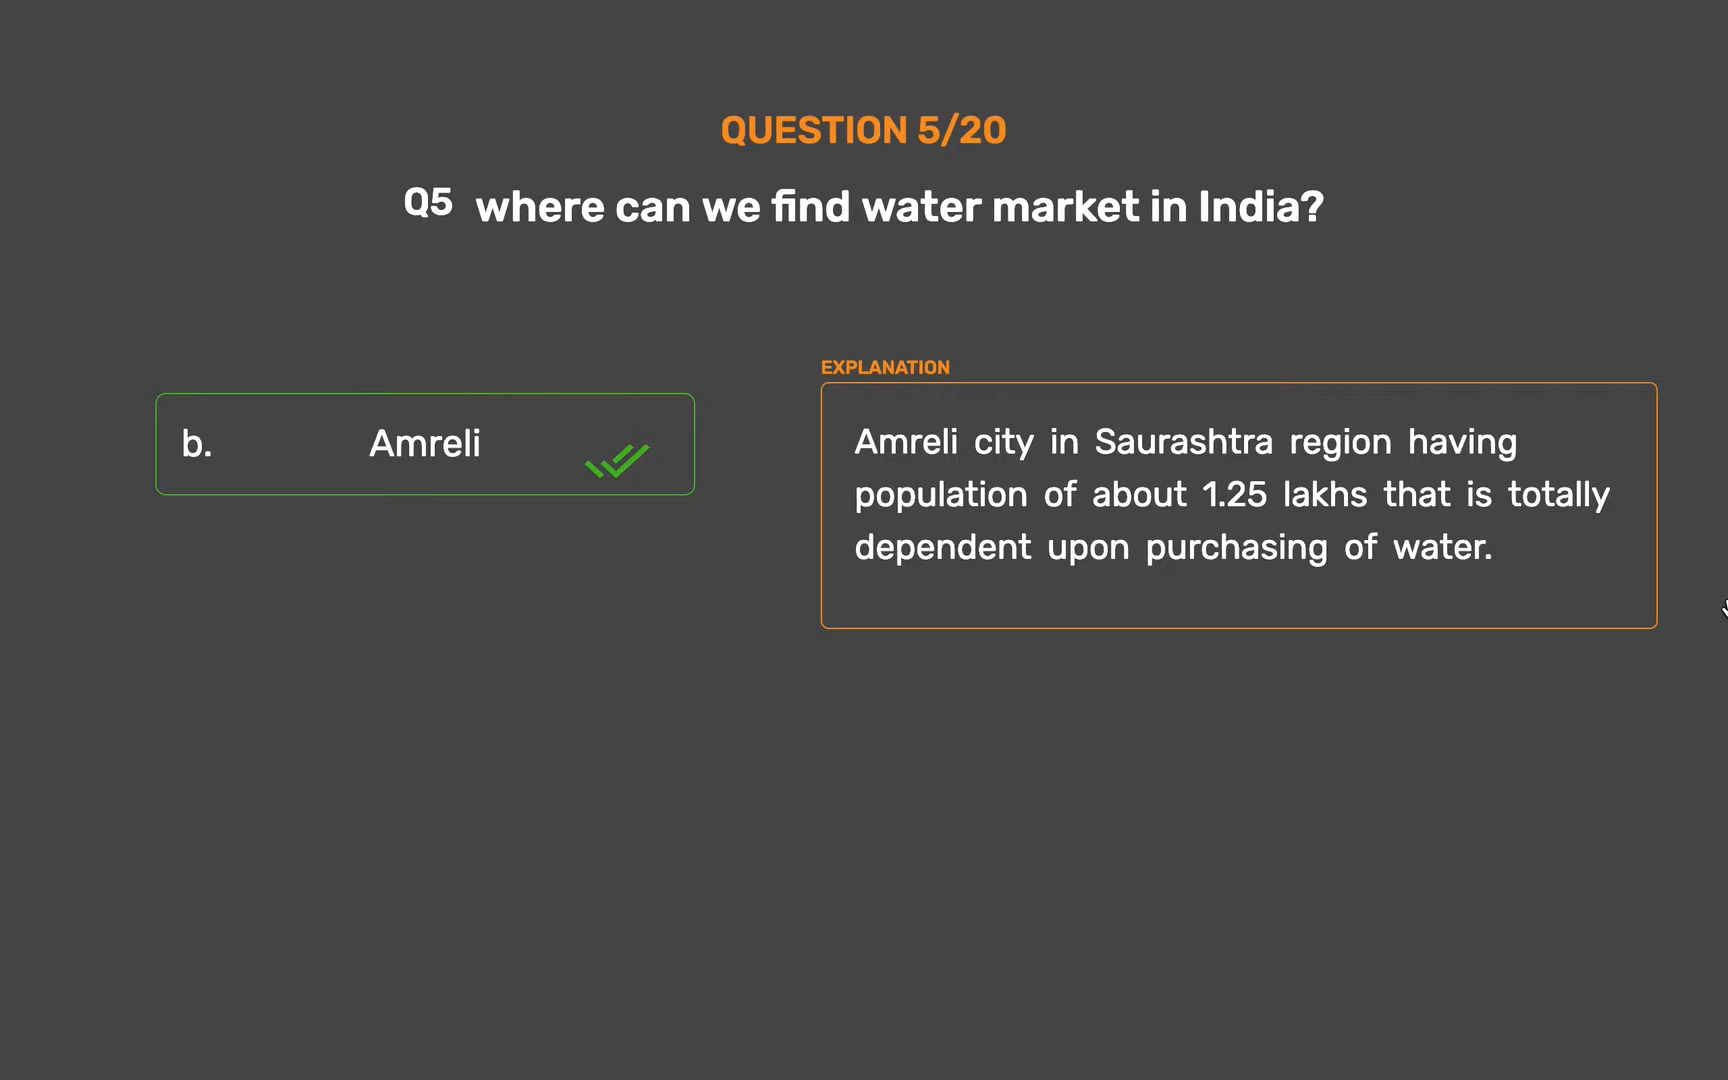 QUESTION 5/20
Q5 where can we find water market in India?
b. Amreli
EXPLANATION
Amreli city in Saurashtra region having
population of about 1.25 lakhs that is totally
dependent upon purchasing of water.